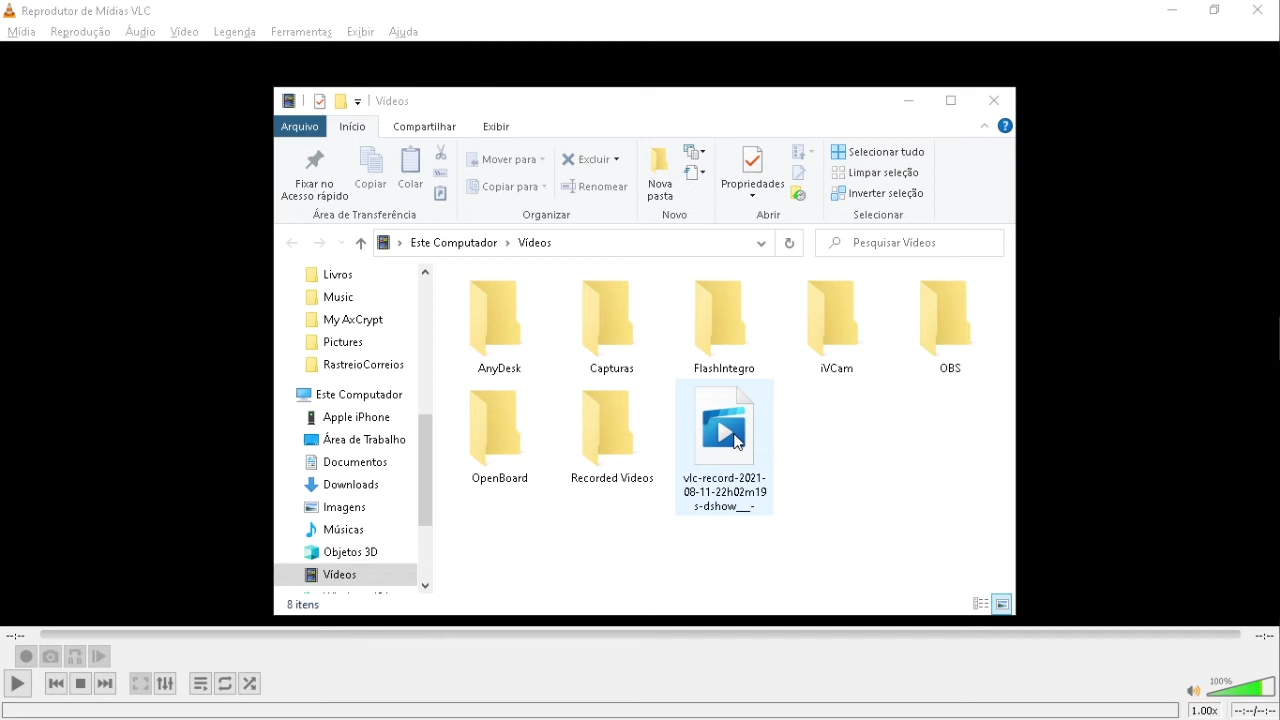 Reprodutor de Mídias VLC
Mídia Reprodução Áudio Vídeo Legenda Ferramentas Exibir Ajuda
Vídeos
Arquivo Início Compartilhar Exibir
Fixar no
Acesso rápido
Copiar
Colar
Mover para
Copiar para
Excluir
Renomear
Nova
pasta
Propriedades
Selecionar tudo
Limpar seleção
Inverter seleção
Área de Transferência Organizar Novo Abrir Selecionar
Este Computador > Vídeos
Pesquisar Vídeos
Livros
Music
My AxCrypt
Pictures
RastreioCorreios
Este Computador
Apple iPhone
Área de Trabalho
Documentos
Downloads
Imagens
Músicas
Objetos 3D
Vídeos
AnyDesk Capturas FlashIntegro iVCam OBS
OpenBoard Recorded Videos
vlc-record-2021-
08-11-22h02m19
s-dshow___-
8 itens
--:-- --:--
100%
1.00x --:--/--:--